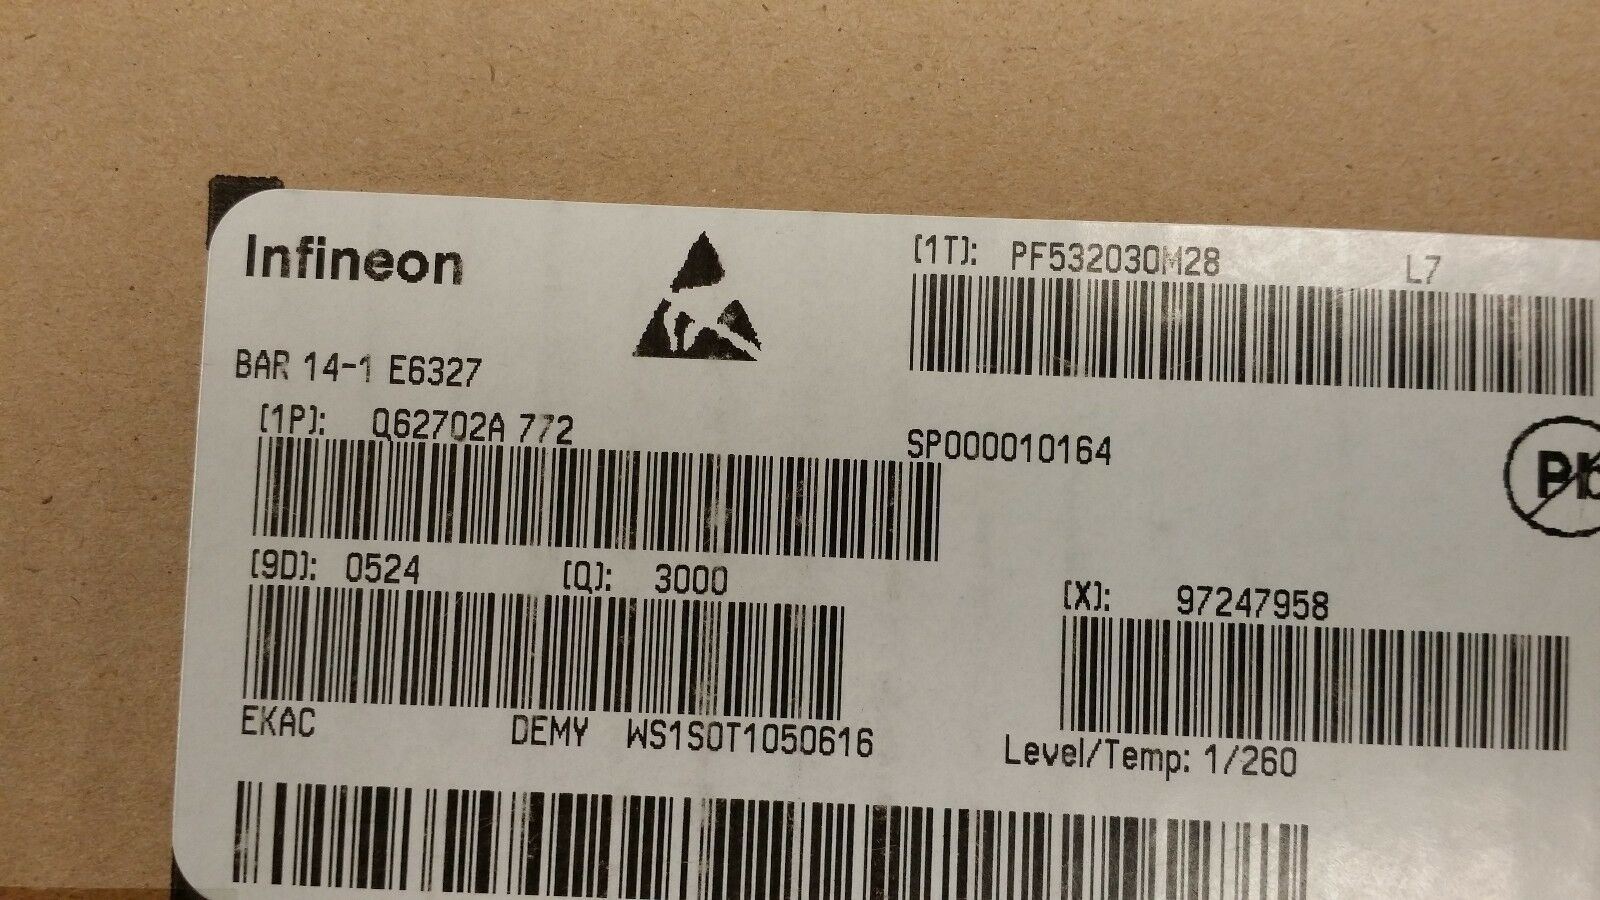 Infineon
[1T]: PF532030M28 L7
BAR 14-1 E6327
[1P]: Q62702A 772
SP000010164
Pb
[9D]: 0524 [Q]: 3000
[X]: 97247958
EKAC DEMY WS1SOT1050616
Level/Temp: 1/260